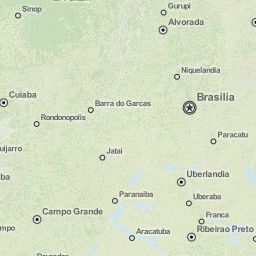 Sinop
Gurupi
Alvorada
Niquelandia
Cuiaba
Barra do Garcas
Brasilia
Rondonopolis
Paracatu
uijarro
Jatai
Uberlandia
Paranaiba
Uberaba
Campo Grande
Franca
Aracatuba
Ribeirao Preto